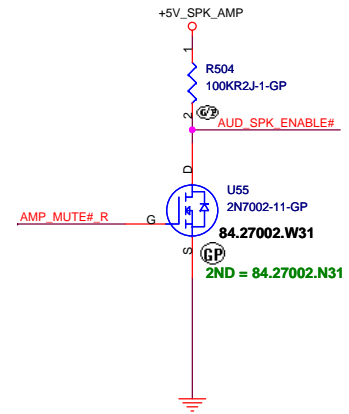 +5V_SPK_AMP
1
R504
100KR2J-1-GP
2
GP
AUD_SPK_ENABLE#
D
U55
2N7002-11-GP
AMP_MUTE#_R
G
84.27002.W31
S
GP
2ND = 84.27002.N31